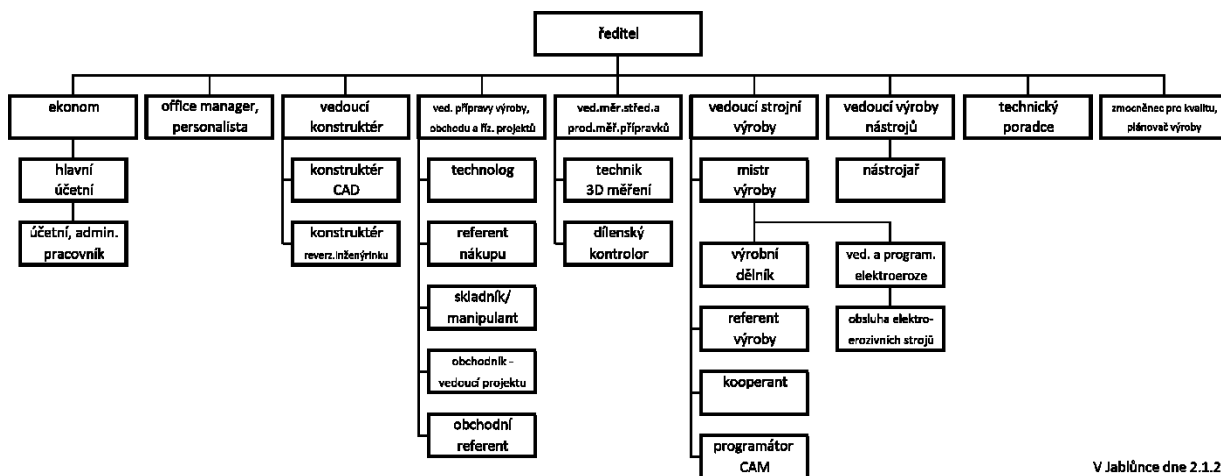 ředitel
ekonom
office manager,
personalista
vedoucí
konstruktér
ved. přípravy výroby,
obchodu a říz. projektů
ved.měr.střed.a
prod.měř.přípravků
vedoucí strojní
výroby
vedoucí výroby
nástrojů
technický
poradce
zmocněnec pro kvalitu,
plánovač výroby
hlavní
účetní
účetní, admin.
pracovník
konstruktér
CAD
konstruktér
reverz.inženýrinku
technolog
referent
nákupu
skladník/
manipulant
obchodník -
vedoucí projektu
obchodní
referent
technik
3D měření
dílenský
kontrolor
mistr
výroby
výrobní
dělník
referent
výroby
kooperant
programátor
CAM
nástrojař
ved. a program.
elektroeroze
obsluha elektro-
erozivních strojů
V Jablůnce dne 2.1.2